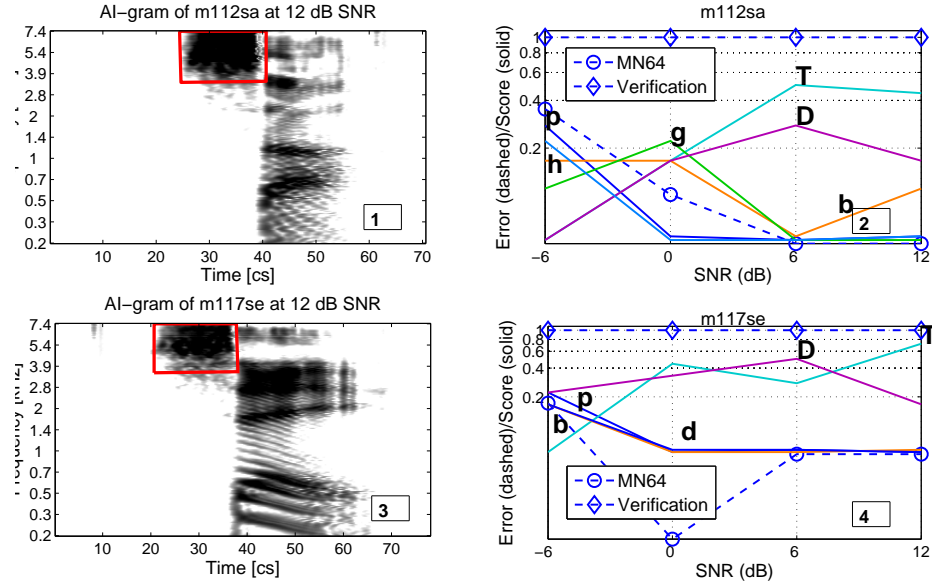 AI−gram of m112sa at 12 dB SNR
7.4
5.4
3.9
2.8
2
1.4
1
0.7
0.5
0.3
0.2
10 20 30 40 50 60 70
Time [cs]
1
m112sa
Error (dashed)/Score (solid)
1
0.8
0.6
0.4
0.2
MN64
Verification
T
D
p
g
h
b
2
−6 0 6 12
SNR (dB)
AI−gram of m117se at 12 dB SNR
Frequency [kHz]
7.4
5.4
3.9
2.8
2
1.4
1
0.7
0.5
0.3
0.2
0 10 20 30 40 50 60 70
Time [cs]
3
m117se
Error (dashed)/Score (solid)
1
0.8
0.6
0.4
0.2
T
D
p
b
d
MN64
Verification
4
−6 0 6 12
SNR (dB)